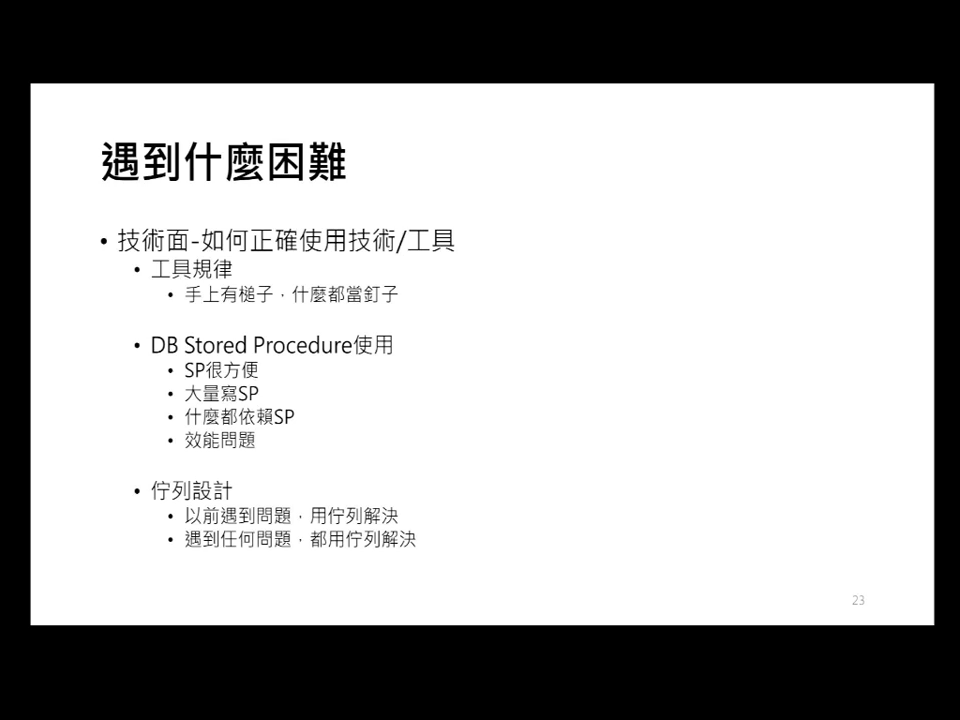 遇到什麼困難
• 技術面-如何正確使用技術/工具
• 工具規律
• 手上有槌子，什麼都當釘子
• DB Stored Procedure使用
• SP很方便
• 大量寫SP
• 什麼都依賴SP
• 效能問題
• 佇列設計
• 以前遇到問題，用佇列解決
• 遇到任何問題，都用佇列解決
23